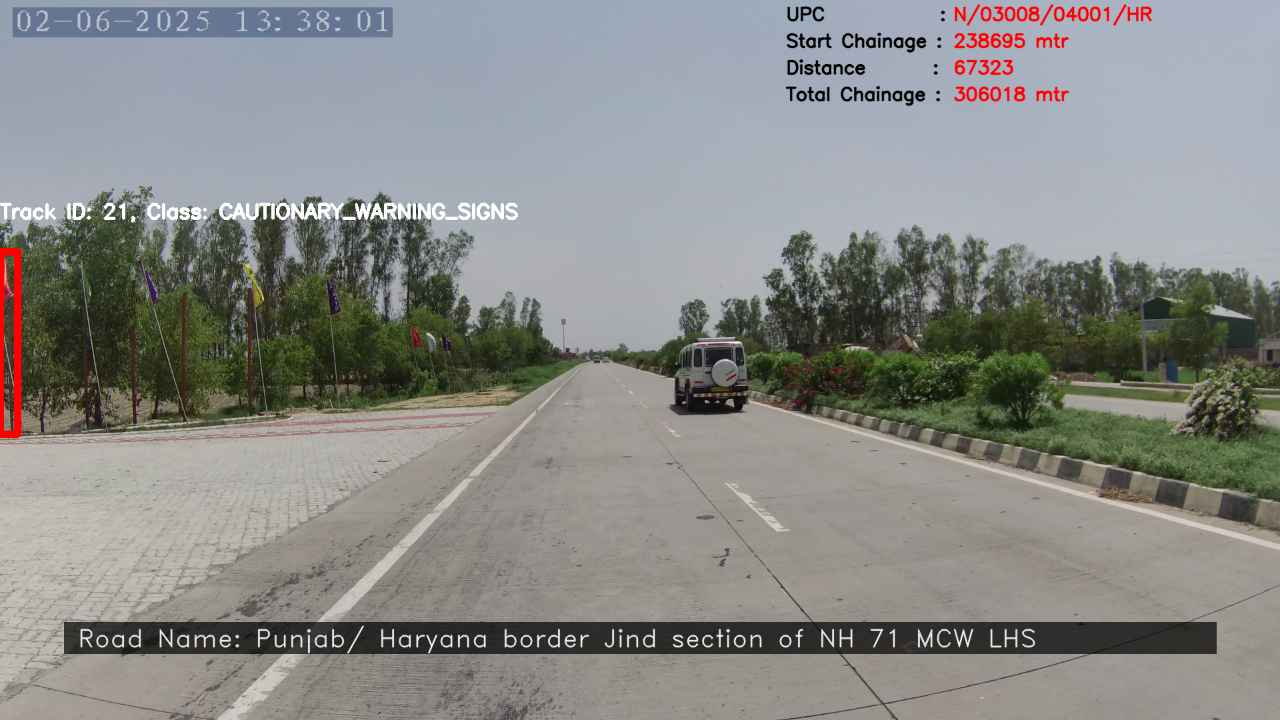 02-06-2025 13:38:01
UPC : N/03008/04001/HR
Start Chainage : 238695 mtr
Distance : 67323
Total Chainage : 306018 mtr
Track ID: 21, Class: CAUTIONARY_WARNING_SIGNS
Road Name: Punjab/ Haryana border Jind section of NH 71 MCW LHS